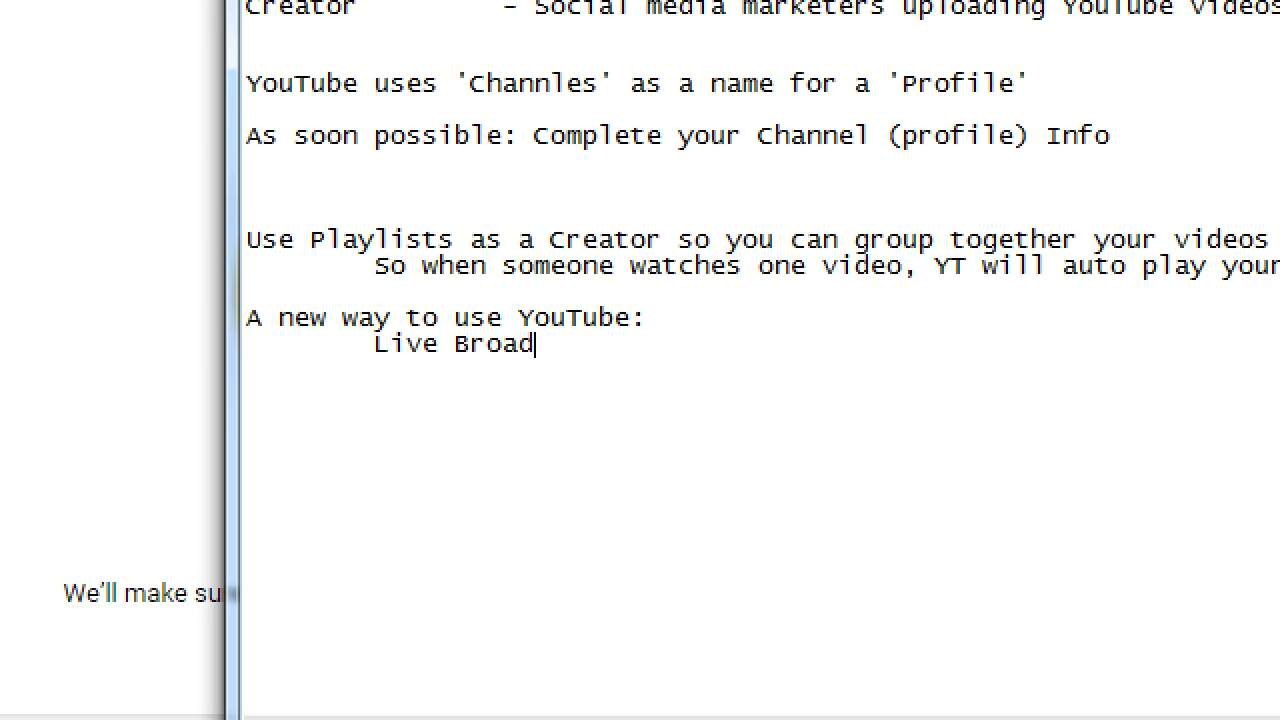 Creator - Social media marketers uploading YouTube videos
YouTube uses 'Channles' as a name for a 'Profile'
As soon possible: Complete your Channel (profile) Info
Use Playlists as a Creator so you can group together your videos
So when someone watches one video, YT will auto play your
A new way to use YouTube:
Live Broad
We'll make su